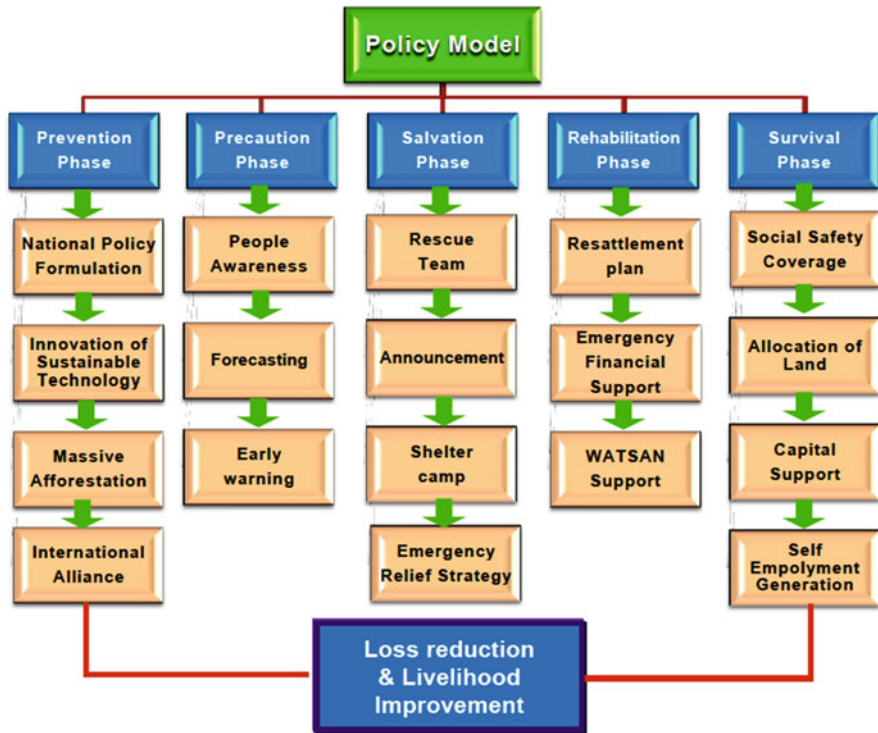 Policy Model
Prevention
Phase
National Policy
Formulation
Innovation of
Sustainable
Technology
Massive
Afforestation
International
Alliance
Precaution
Phase
People
Awareness
Forecasting
Early
warning
Salvation
Phase
Rescue
Team
Announcement
Shelter
camp
Emergency
Relief Strategy
Rehabilitation
Phase
Resattlement
plan
Emergency
Financial
Support
WATSAN
Support
Survival
Phase
Social Safety
Coverage
Allocation of
Land
Capital
Support
Self
Empolyment
Generation
Loss reduction
& Livelihood
Improvement